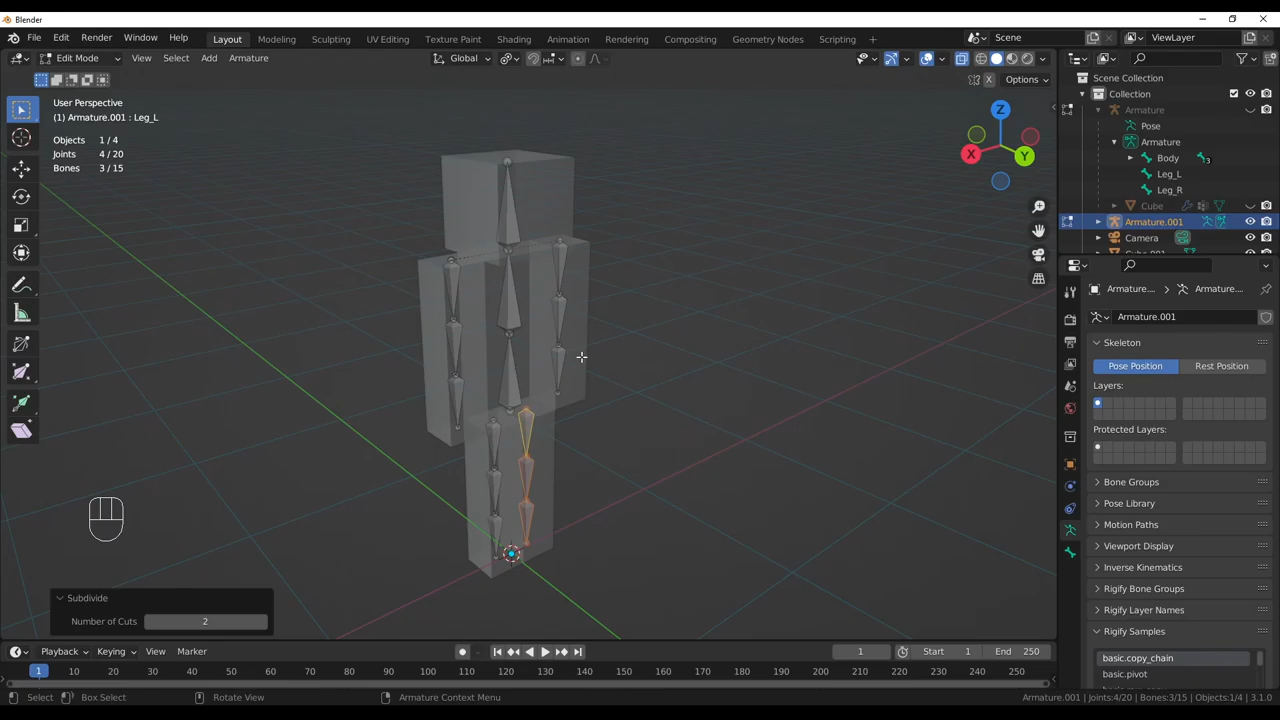 Blender
File Edit Render Window Help
Layout Modeling Sculpting UV Editing Texture Paint Shading Animation Rendering Compositing Geometry Nodes Scripting +
Scene
ViewLayer
Edit Mode View Select Add Armature
Global
X Options
User Perspective
(1) Armature.001 : Leg_L
Objects 1 / 4
Joints 4 / 20
Bones 3 / 15
Z
X
Y
Scene Collection
Collection
Armature
Pose
Armature
Body 3
Leg_L
Leg_R
Cube
Armature.001
Camera
Armature.... Armature....
Armature.001
Skeleton
Pose Position Rest Position
Layers:
Protected Layers:
Bone Groups
Pose Library
Motion Paths
Viewport Display
Inverse Kinematics
Rigify Bone Groups
Rigify Layer Names
Rigify Samples
basic.copy_chain
basic.pivot
Subdivide
Number of Cuts 2
Playback Keying View Marker
1 Start 1 End 250
1 10 20 30 40 50 60 70 80 90 100 110 120 130 140 150 160 170 180 190 200 210 220 230 240 250
Select Box Select Rotate View Armature Context Menu
Armature.001 | Joints:4/20 | Bones:3/15 | Objects:1/4 | 3.1.0